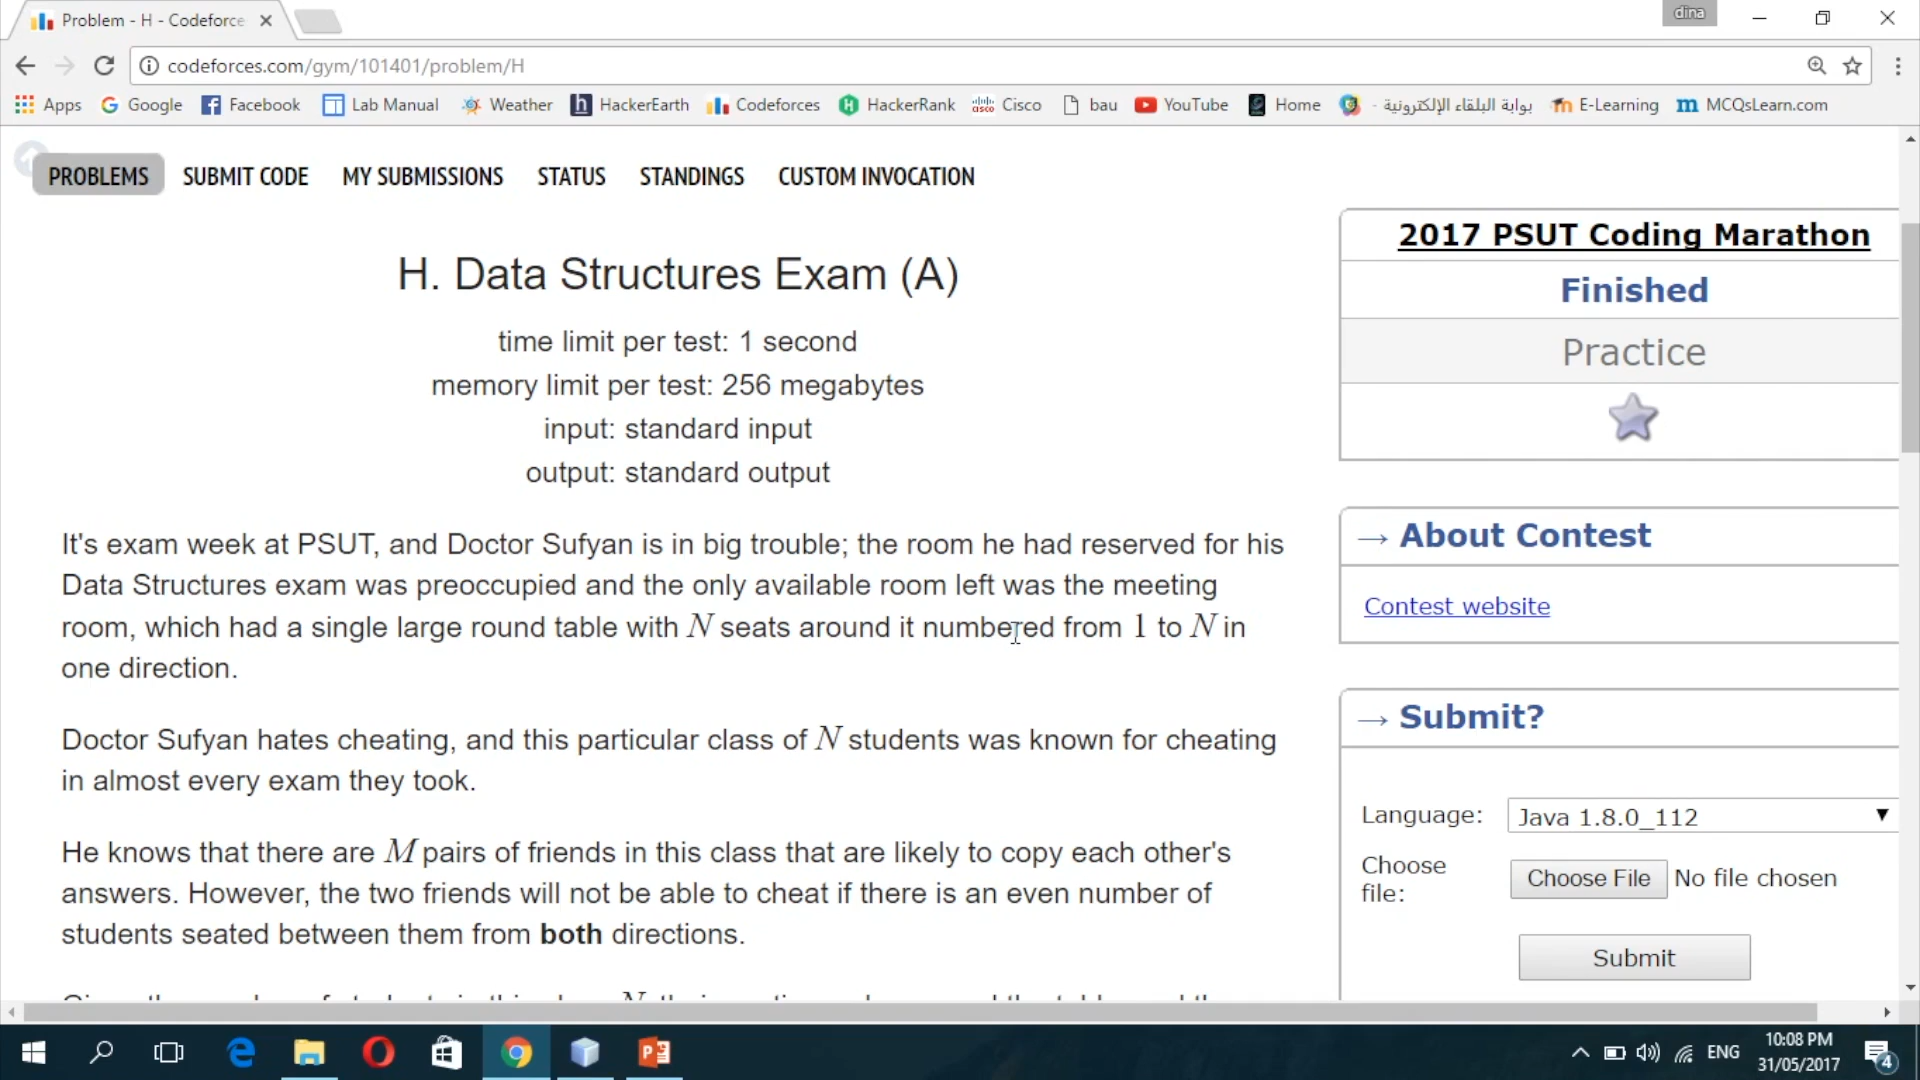 dina
Problem - H - Codeforce
codeforces.com/gym/101401/problem/H
Apps Google Facebook Lab Manual Weather HackerEarth Codeforces HackerRank Cisco bau YouTube Home بوابة البلقاء الإلكترونية - E-Learning MCQsLearn.com
PROBLEMS SUBMIT CODE MY SUBMISSIONS STATUS STANDINGS CUSTOM INVOCATION
H. Data Structures Exam (A)
time limit per test: 1 second
memory limit per test: 256 megabytes
input: standard input
output: standard output
It's exam week at PSUT, and Doctor Sufyan is in big trouble; the room he had reserved for his
Data Structures exam was preoccupied and the only available room left was the meeting
room, which had a single large round table with N seats around it numbered from 1 to N in
one direction.
Doctor Sufyan hates cheating, and this particular class of N students was known for cheating
in almost every exam they took.
He knows that there are M pairs of friends in this class that are likely to copy each other's
answers. However, the two friends will not be able to cheat if there is an even number of
students seated between them from both directions.
2017 PSUT Coding Marathon
Finished
Practice
→ About Contest
Contest website
→ Submit?
Language: Java 1.8.0_112
Choose
file: Choose File No file chosen
Submit
ENG
10:08 PM
31/05/2017
4